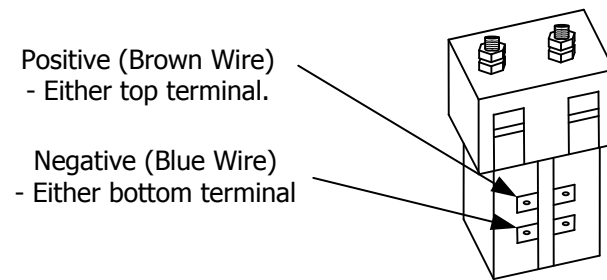 Positive (Brown Wire)
- Either top terminal.
Negative (Blue Wire)
- Either bottom terminal